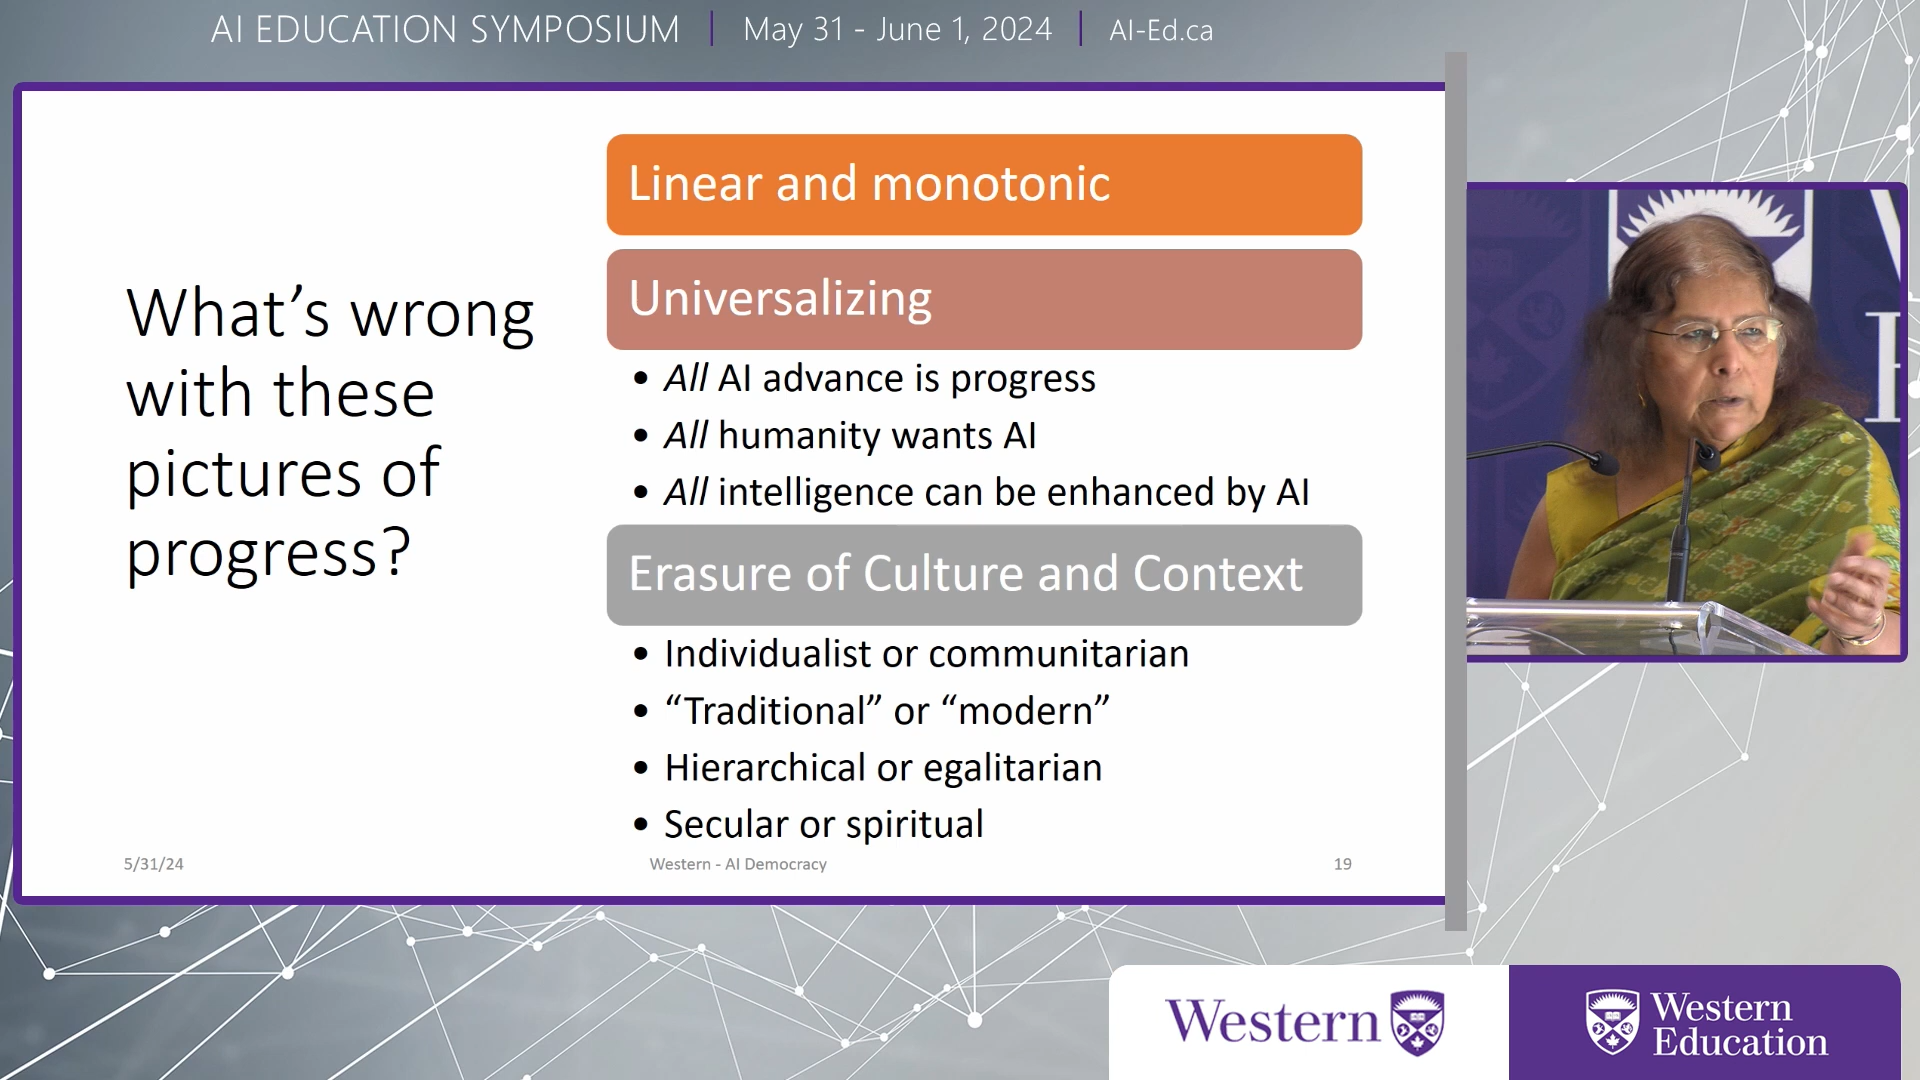 AI EDUCATION SYMPOSIUM | May 31 - June 1, 2024 | AI-Ed.ca
What’s wrong
with these
pictures of
progress?
Linear and monotonic
Universalizing
• All AI advance is progress
• All humanity wants AI
• All intelligence can be enhanced by AI
Erasure of Culture and Context
• Individualist or communitarian
• “Traditional” or “modern”
• Hierarchical or egalitarian
• Secular or spiritual
5/31/24
Western - AI Democracy
19
Western
Western
Education